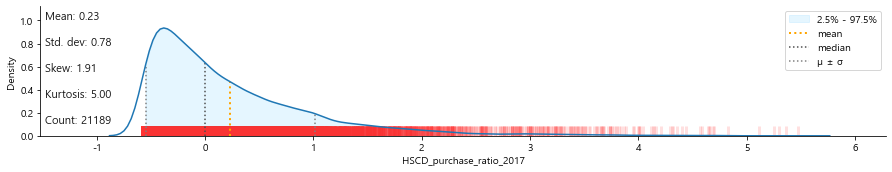 Mean: 0.23
Std. dev: 0.78
Skew: 1.91
Kurtosis: 5.00
Count: 21189
Density
1.0
0.8
0.6
0.4
0.2
0.0
2.5% - 97.5%
mean
median
μ ± σ
-1
0
1
2
3
4
5
6
HSCD_purchase_ratio_2017